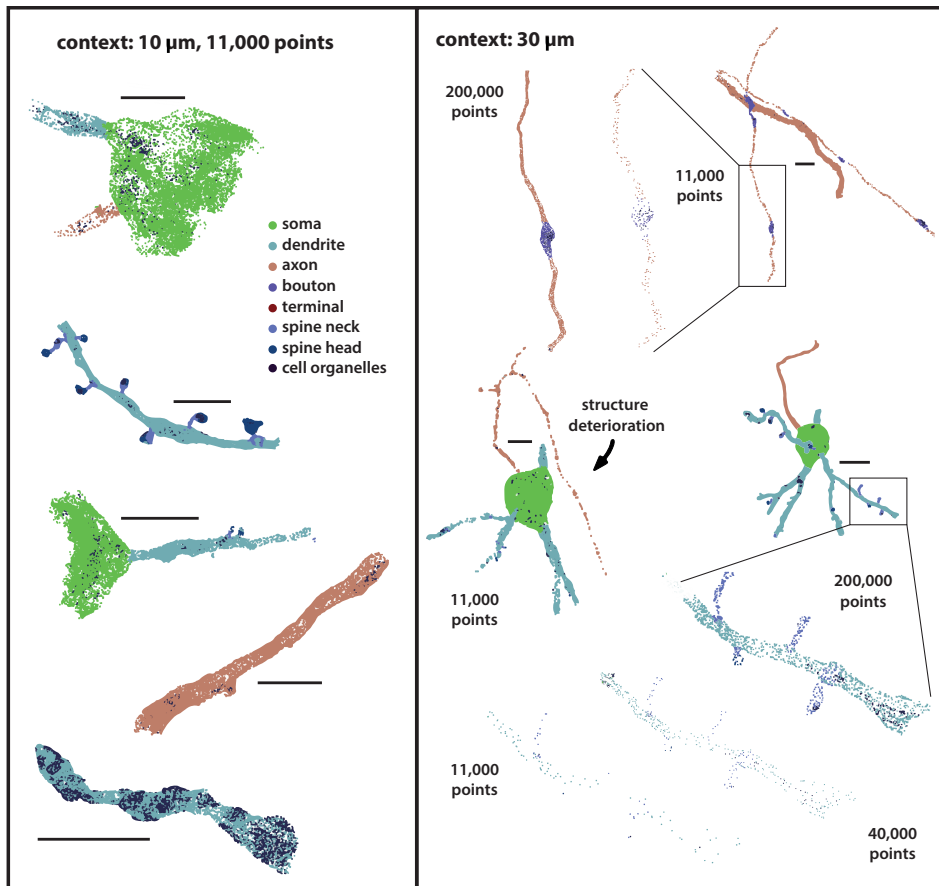 context: 10 µm, 11,000 points
soma
dendrite
axon
bouton
terminal
spine neck
spine head
cell organelles
context: 30 µm
200,000
points
11,000
points
structure
deterioration
11,000
points
200,000
points
11,000
points
40,000
points